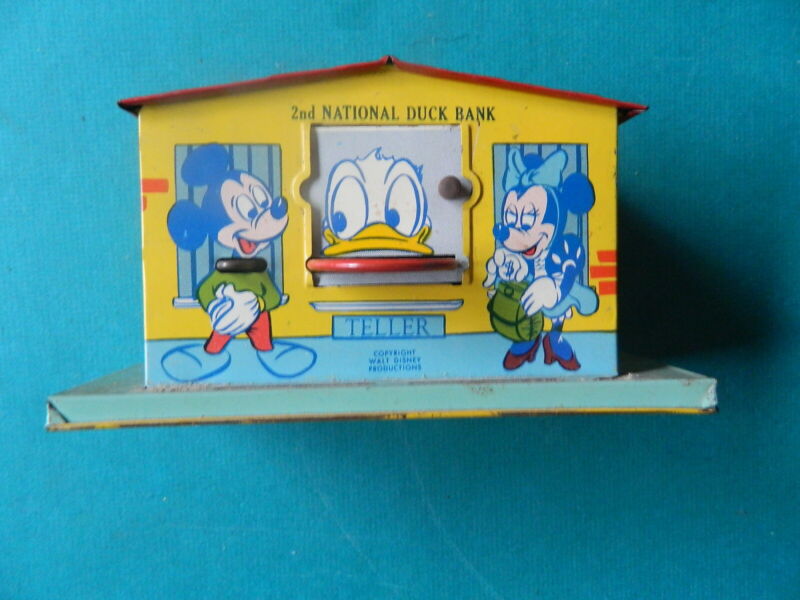 2nd NATIONAL DUCK BANK
$
TELLER
COPYRIGHT
WALT DISNEY
PRODUCTIONS